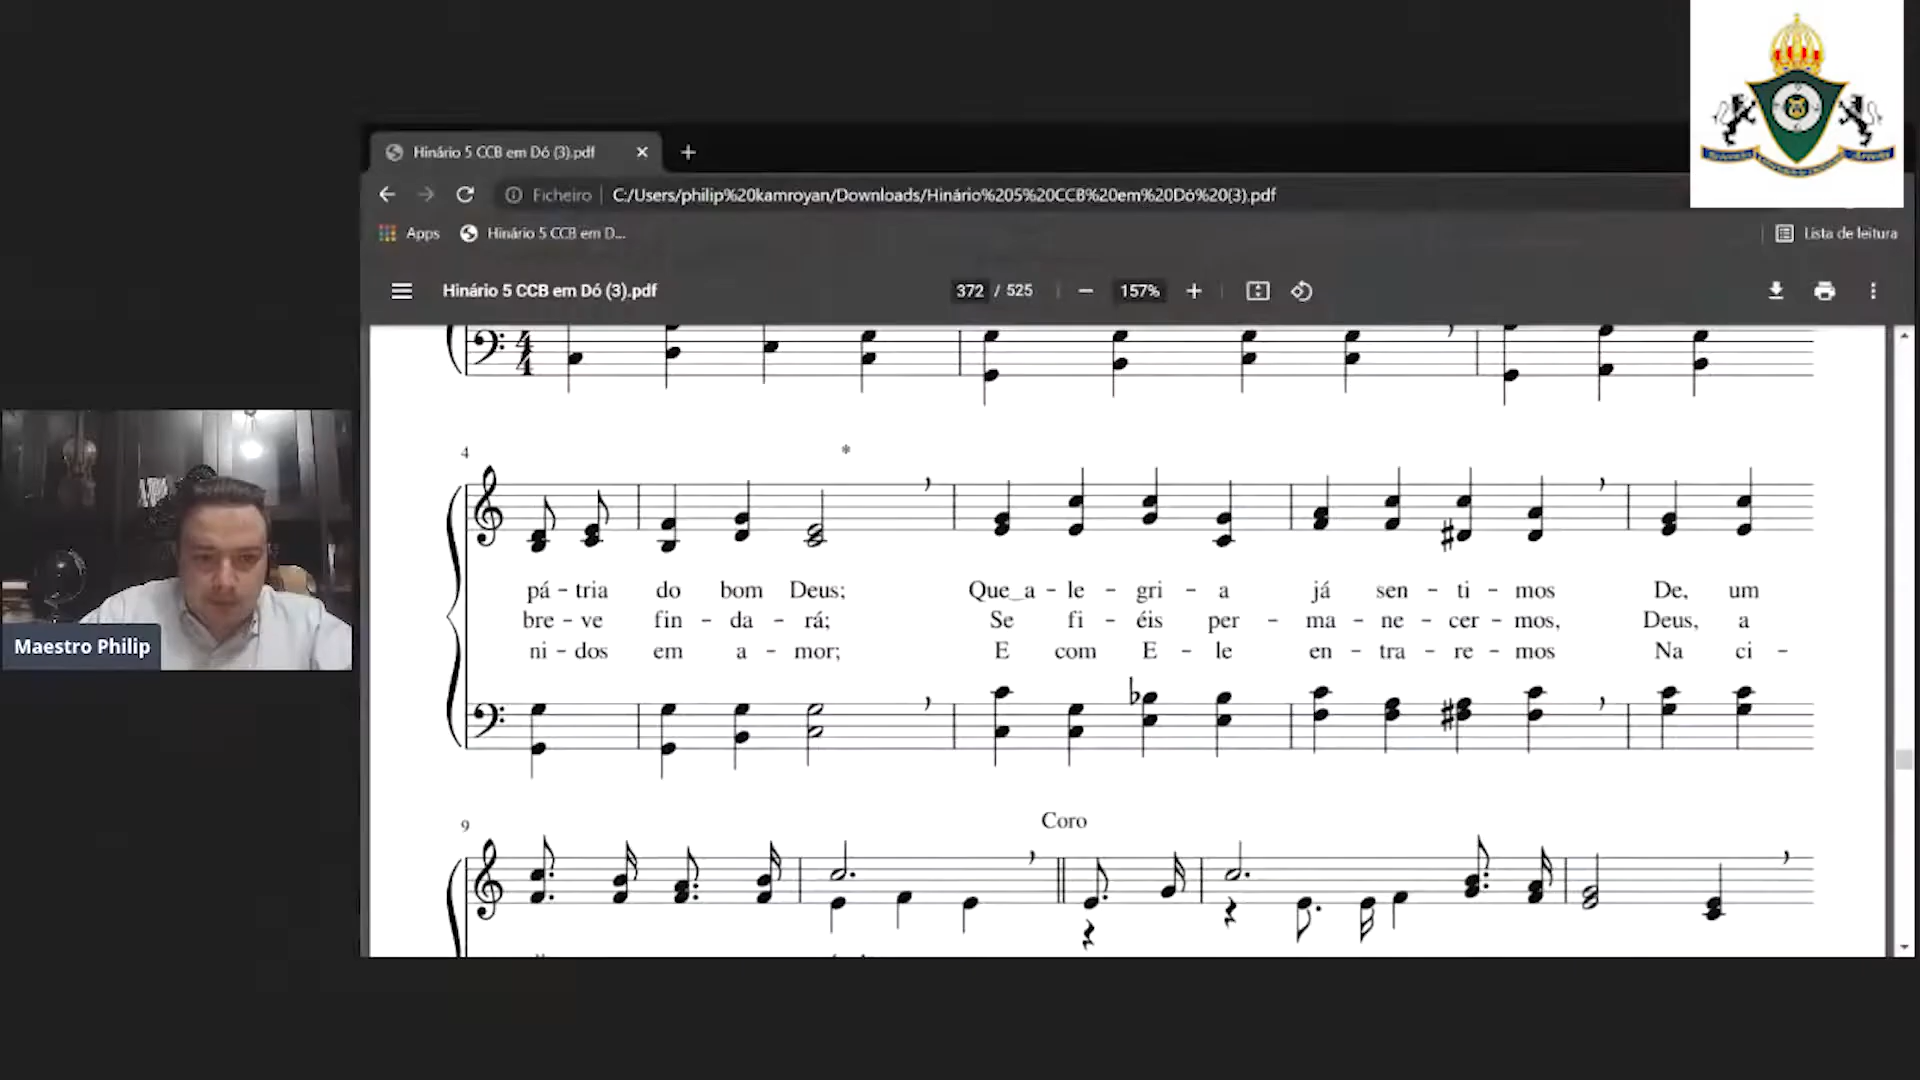 Hinário 5 CCB em Dó (3).pdf
Ficheiro C:/Users/philip%20kamroyan/Downloads/Hinário%205%20CCB%20em%20Dó%20(3).pdf
Apps Hinário 5 CCB em D... Lista de leitura
Hinário 5 CCB em Dó (3).pdf 372 / 525 157%
4
4
4 *
pá - tria do bom Deus; Que_a - le - gri - a já sen - ti - mos De, um
bre - ve fin - da - rá; Se fi - éis per - ma - ne - cer - mos, Deus, a
ni - dos em a - mor; E com E - le en - tra - re - mos Na ci -
9 Coro
Maestro Philip